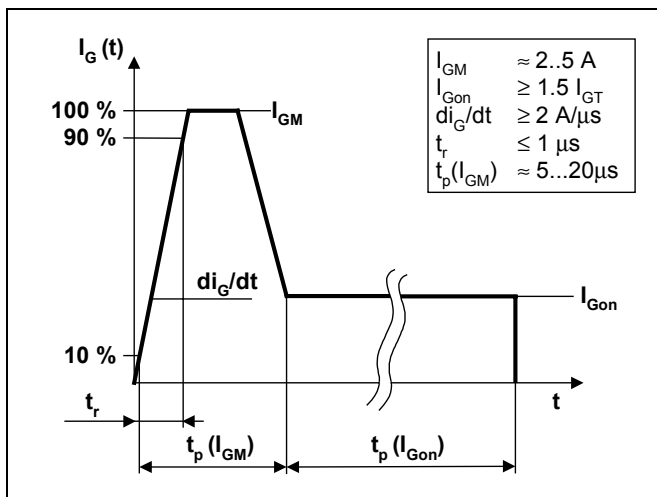 I_G (t)
100 %
I_GM
90 %
di_G/dt
I_Gon
10 %
t_r
t
t_p (I_GM)
t_p (I_Gon)
I_GM ≈ 2..5 A
I_Gon ≥ 1.5 I_GT
di_G/dt ≥ 2 A/μs
t_r ≤ 1 μs
t_p(I_GM) ≈ 5...20μs